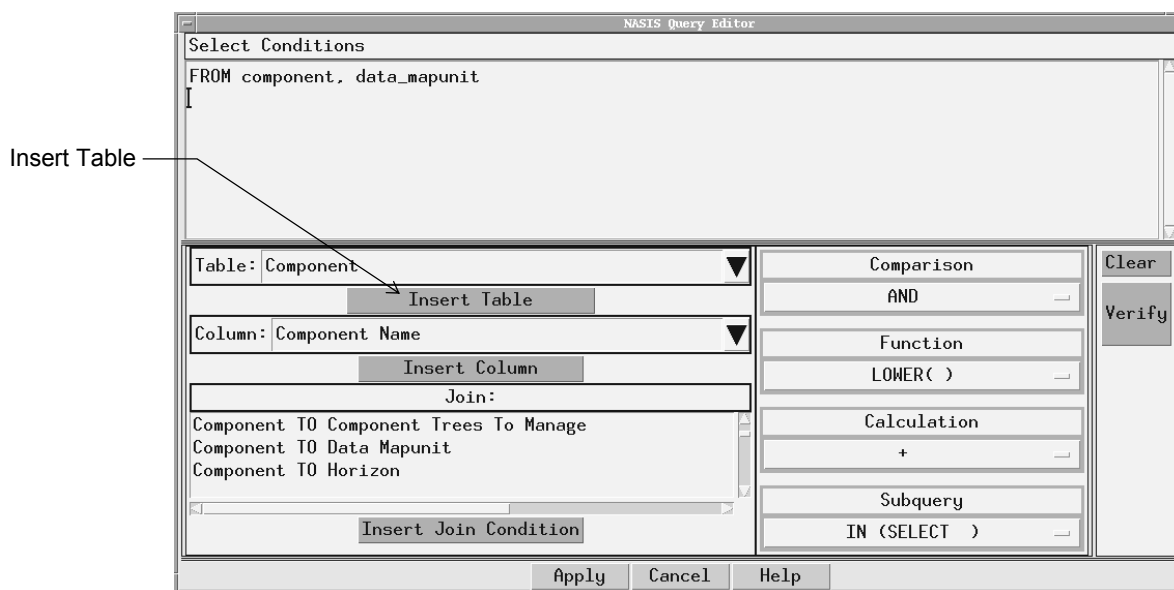 NASIS Query Editor
Select Conditions
FROM component, data_mapunit
Insert Table
Table: Component
Insert Table
Column: Component Name
Insert Column
Join:
Component TO Component Trees To Manage
Component TO Data Mapunit
Component TO Horizon
Insert Join Condition
Comparison
AND
Function
LOWER( )
Calculation
+
Subquery
IN (SELECT  )
Clear
Verify
Apply
Cancel
Help